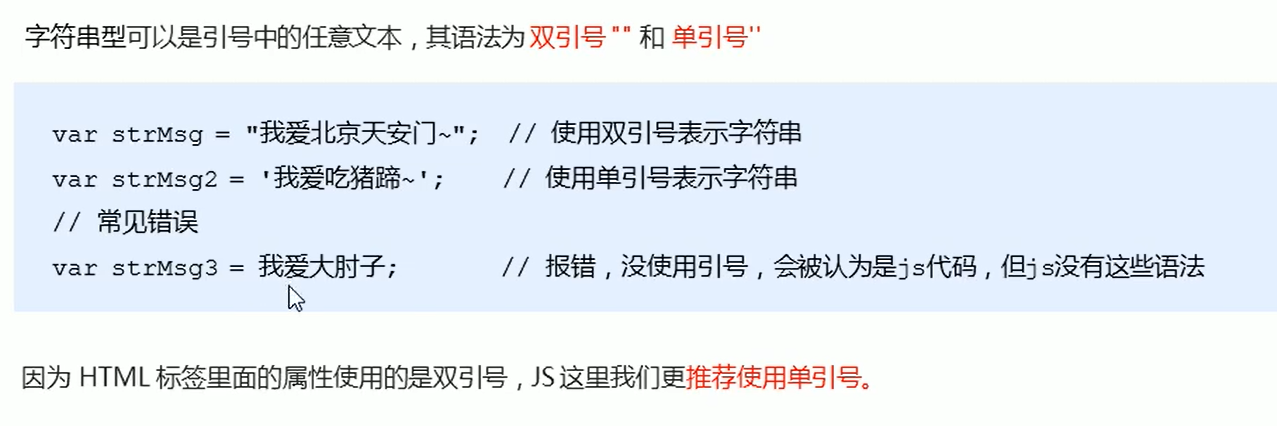 字符串型可以是引号中的任意文本，其语法为 双引号 "" 和 单引号''
var strMsg = "我爱北京天安门~";  // 使用双引号表示字符串
var strMsg2 = '我爱吃猪蹄~';    // 使用单引号表示字符串
// 常见错误
var strMsg3 = 我爱大肘子;       // 报错，没使用引号，会被认为是js代码，但js没有这些语法
因为 HTML 标签里面的属性使用的是双引号，JS 这里我们更推荐使用单引号。